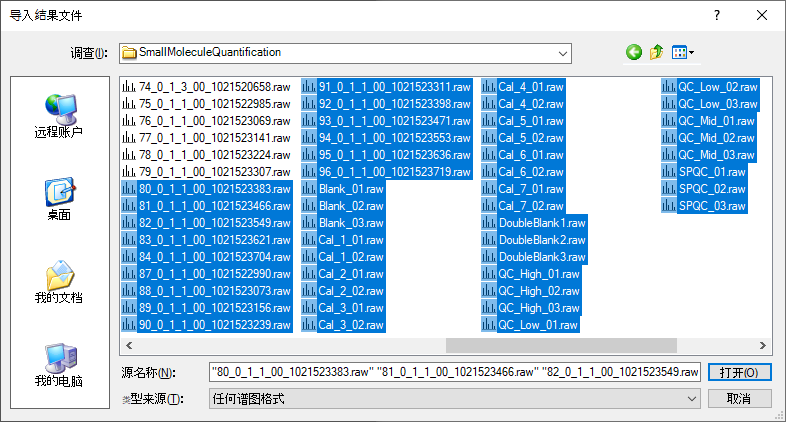 导入结果文件
调查(I):
SmallMoleculeQuantification
远程账户
桌面
我的文档
我的电脑
74_0_1_3_00_1021520658.raw
75_0_1_1_00_1021522985.raw
76_0_1_1_00_1021523069.raw
77_0_1_1_00_1021523141.raw
78_0_1_1_00_1021523224.raw
79_0_1_1_00_1021523307.raw
80_0_1_1_00_1021523383.raw
81_0_1_1_00_1021523466.raw
82_0_1_1_00_1021523549.raw
83_0_1_1_00_1021523621.raw
84_0_1_1_00_1021523704.raw
87_0_1_1_00_1021522990.raw
88_0_1_1_00_1021523073.raw
89_0_1_1_00_1021523156.raw
90_0_1_1_00_1021523239.raw
91_0_1_1_00_1021523311.raw
92_0_1_1_00_1021523398.raw
93_0_1_1_00_1021523471.raw
94_0_1_1_00_1021523553.raw
95_0_1_1_00_1021523636.raw
96_0_1_1_00_1021523719.raw
Blank_01.raw
Blank_02.raw
Blank_03.raw
Cal_1_01.raw
Cal_1_02.raw
Cal_2_01.raw
Cal_2_02.raw
Cal_3_01.raw
Cal_3_02.raw
Cal_4_01.raw
Cal_4_02.raw
Cal_5_01.raw
Cal_5_02.raw
Cal_6_01.raw
Cal_6_02.raw
Cal_7_01.raw
Cal_7_02.raw
DoubleBlank1.raw
DoubleBlank2.raw
DoubleBlank3.raw
QC_High_01.raw
QC_High_02.raw
QC_High_03.raw
QC_Low_01.raw
QC_Low_02.raw
QC_Low_03.raw
QC_Mid_01.raw
QC_Mid_02.raw
QC_Mid_03.raw
SPQC_01.raw
SPQC_02.raw
SPQC_03.raw
源名称(N):
"80_0_1_1_00_1021523383.raw" "81_0_1_1_00_1021523466.raw" "82_0_1_1_00_1021523549.raw
打开(O)
类型来源(T):
任何谱图格式
取消